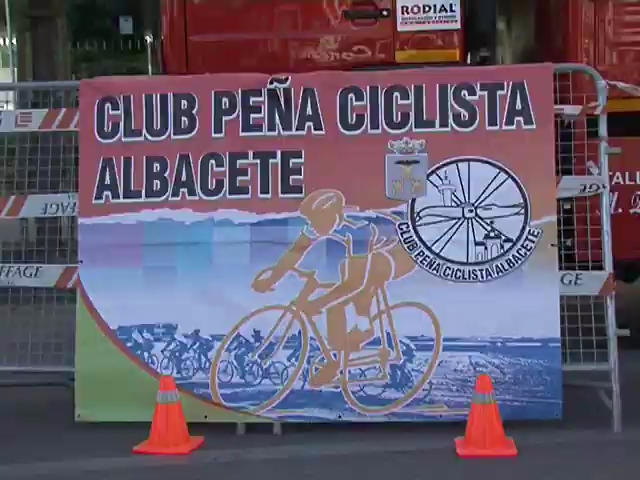 RODIAL
CLUB PEÑA CICLISTA
ALBACETE
CLUB PEÑA CICLISTA ALBACETE